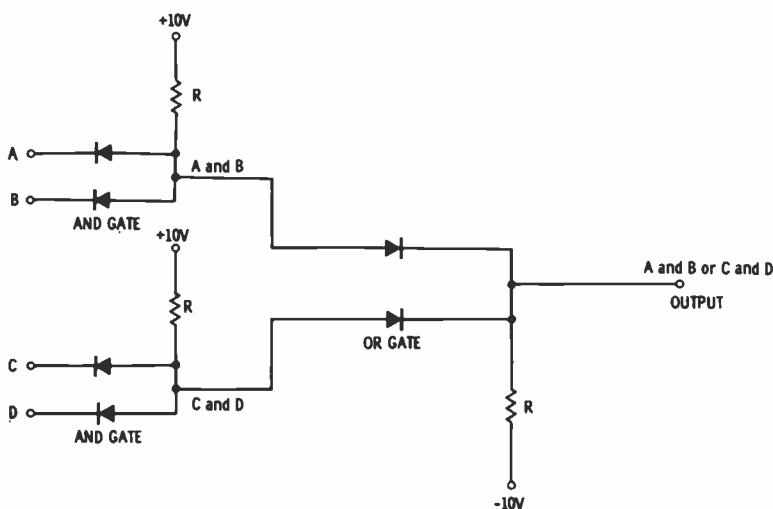 +10V
R
A
A and B
B
AND GATE
+10V
R
A and B or C and D
OUTPUT
C
OR GATE
C and D
D
R
AND GATE
-10V